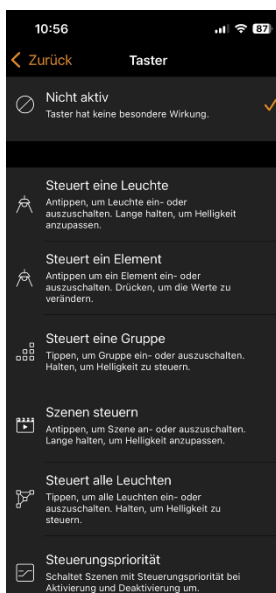 10:56
87
Zurück
Taster
Nicht aktiv
Taster hat keine besondere Wirkung.
Steuert eine Leuchte
Antippen, um Leuchte ein- oder
auszuschalten. Lange halten, um Helligkeit
anzupassen.
Steuert ein Element
Antippen um ein Element ein- oder
auszuschalten. Drücken, um die Werte zu
verändern.
Steuert eine Gruppe
Tippen, um Gruppe ein- oder auszuschalten.
Halten, um Helligkeit zu steuern.
Szenen steuern
Antippen, um Szene an- oder auszuschalten.
Lange halten, um Helligkeit anzupassen.
Steuert alle Leuchten
Tippen, um alle Leuchten ein- oder
auszuschalten. Halten, um Helligkeit zu
steuern.
Steuerungspriorität
Schaltet Szenen mit Steuerungspriorität bei
Aktivierung und Deaktivierung um.